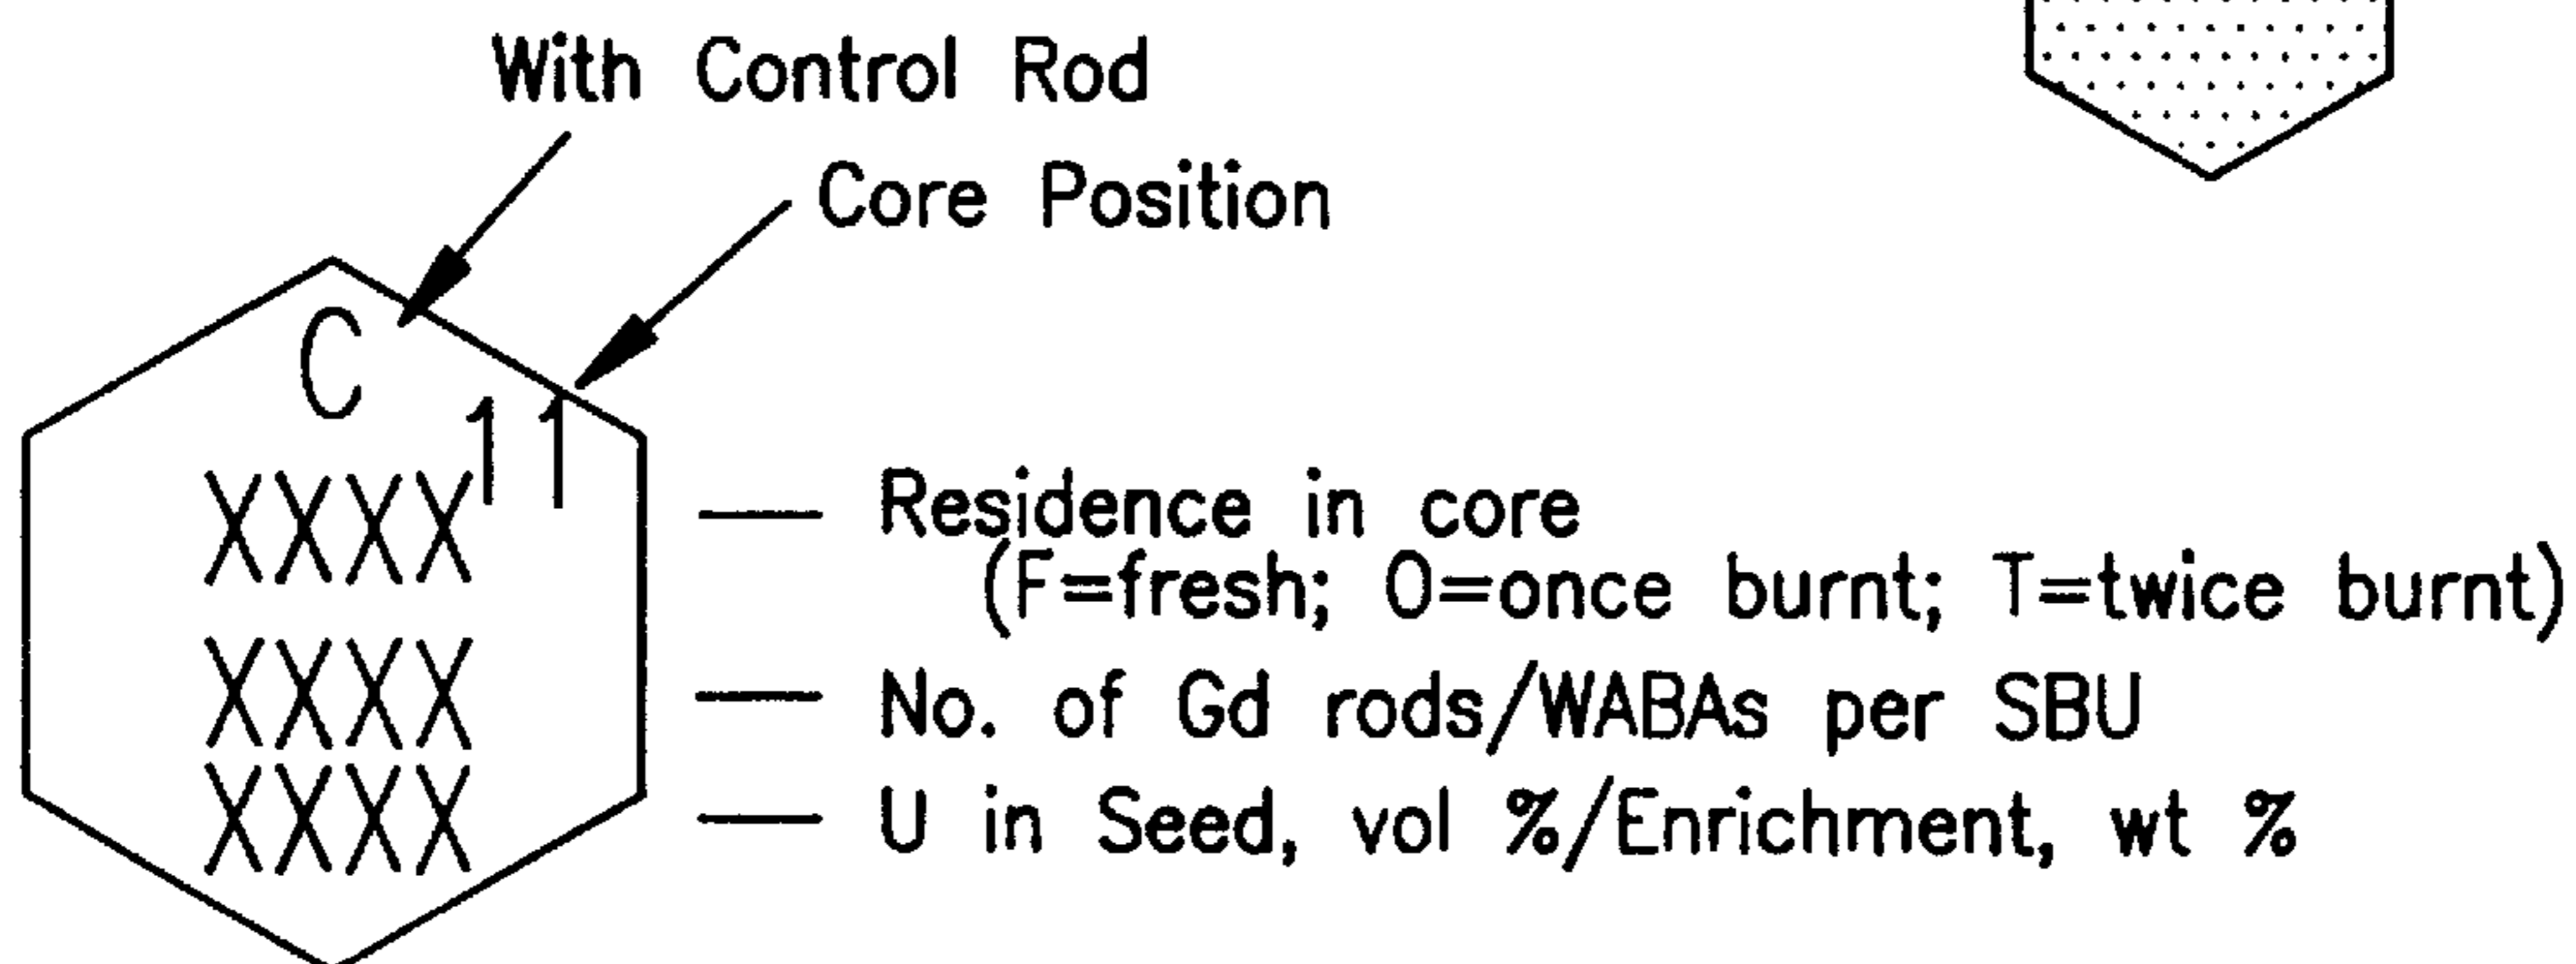 With Control Rod
Core Position
C
11
XXXX — Residence in core
(F=fresh; O=once burnt; T=twice burnt)
XXXX — No. of Gd rods/WABAs per SBU
XXXX — U in Seed, vol %/Enrichment, wt %